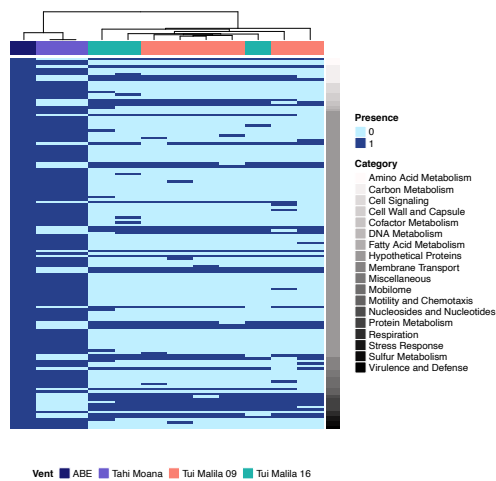 Presence
0
1
Category
Amino Acid Metabolism
Carbon Metabolism
Cell Signaling
Cell Wall and Capsule
Cofactor Metabolism
DNA Metabolism
Fatty Acid Metabolism
Hypothetical Proteins
Membrane Transport
Miscellaneous
Mobilome
Motility and Chemotaxis
Nucleosides and Nucleotides
Protein Metabolism
Respiration
Stress Response
Sulfur Metabolism
Virulence and Defense
Vent ABE Tahi Moana Tui Malila 09 Tui Malila 16